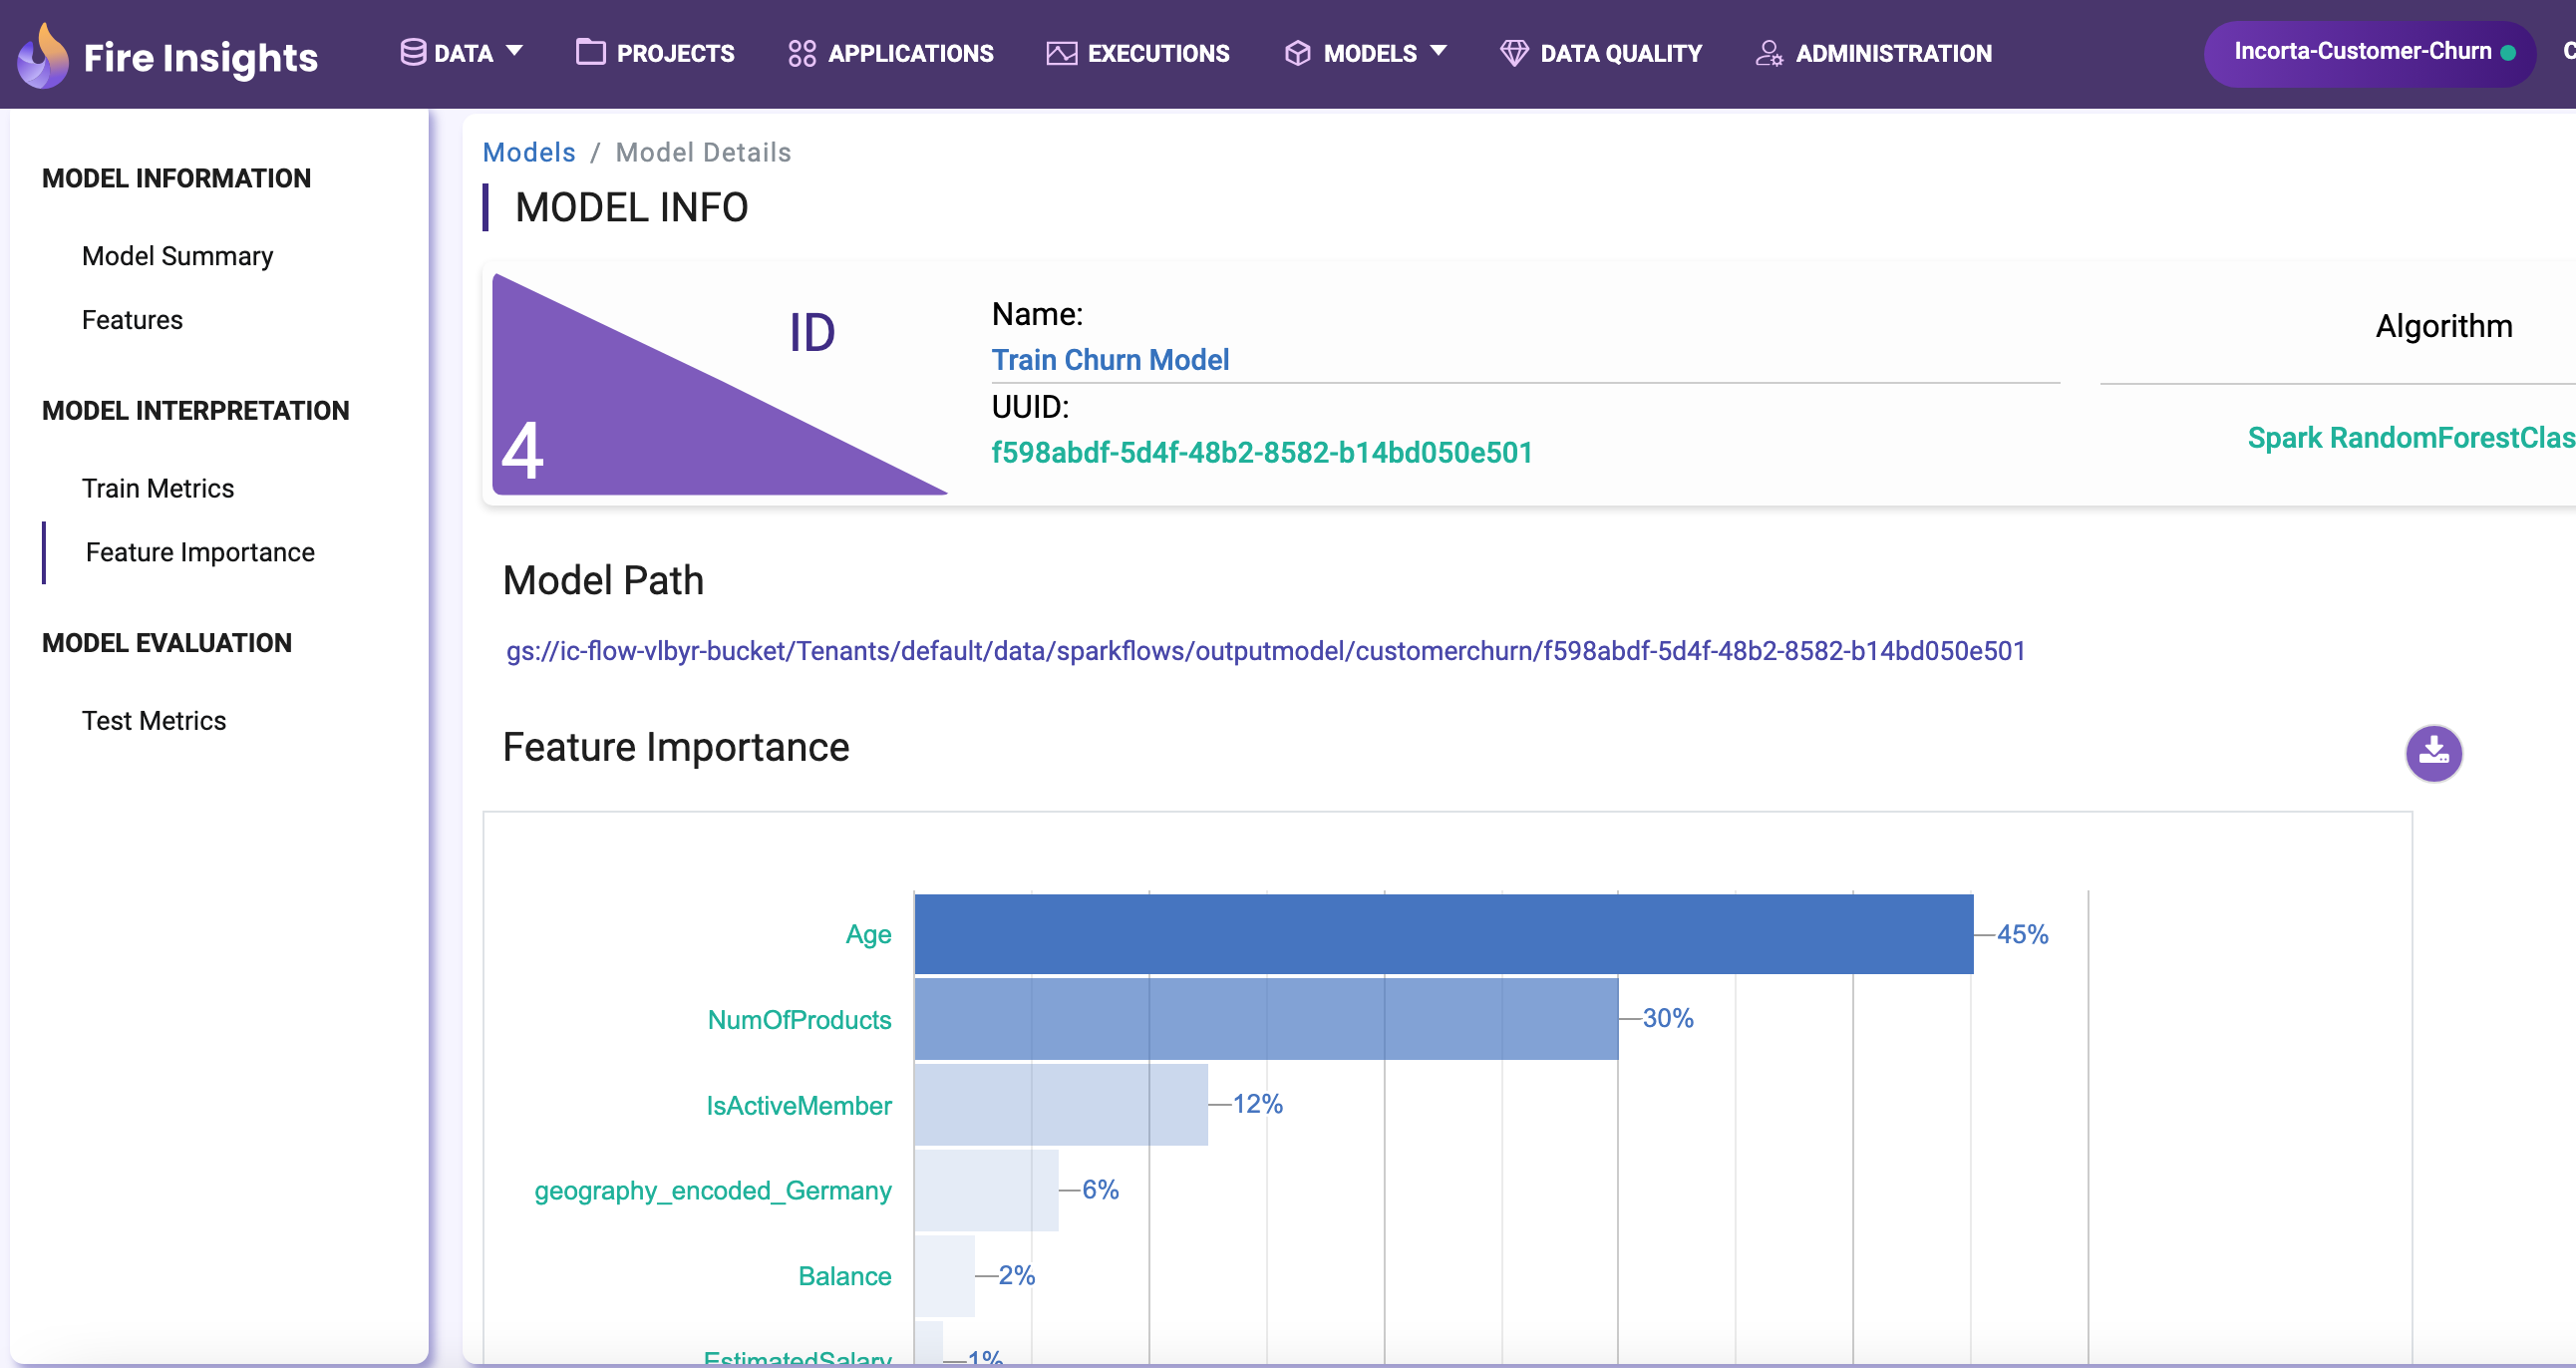 Fire Insights
DATA
PROJECTS
APPLICATIONS
EXECUTIONS
MODELS
DATA QUALITY
ADMINISTRATION
Incorta-Customer-Churn
MODEL INFORMATION
Model Summary
Features
MODEL INTERPRETATION
Train Metrics
Feature Importance
MODEL EVALUATION
Test Metrics
Models / Model Details
MODEL INFO
ID
4
Name:
Train Churn Model
UUID:
f598abdf-5d4f-48b2-8582-b14bd050e501
Algorithm
Spark RandomForestClas
Model Path
gs://ic-flow-vlbyr-bucket/Tenants/default/data/sparkflows/outputmodel/customerchurn/f598abdf-5d4f-48b2-8582-b14bd050e501
Feature Importance
Age 45%
NumOfProducts 30%
IsActiveMember 12%
geography_encoded_Germany 6%
Balance 2%
EstimatedSalary 1%